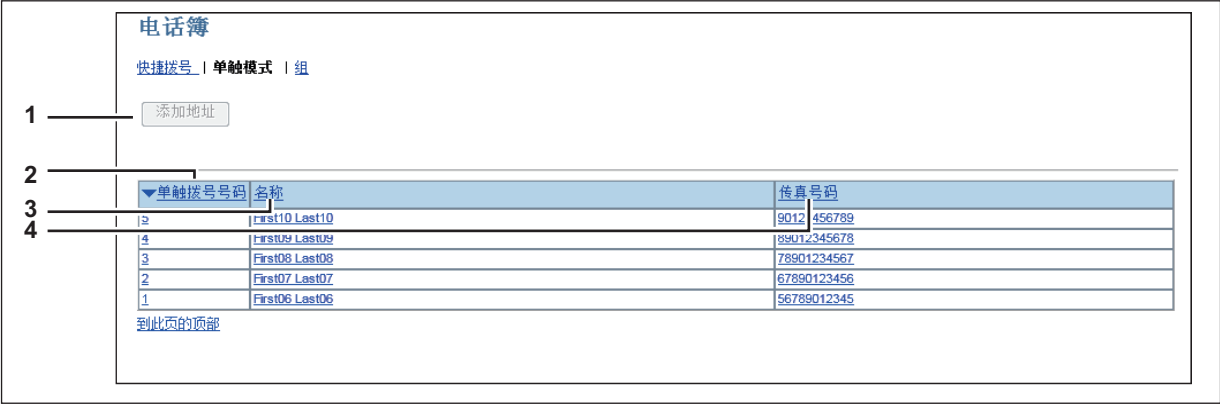 电话簿
快捷拨号 | 单触模式 | 组
1
添加地址
2
▼单触拨号号码 名称 传真号码
3
5 First10 Last10 9012 456789
4
4 First09 Last09 89012345678
3 First08 Last08 78901234567
2 First07 Last07 67890123456
1 First06 Last06 56789012345
到此页的顶部